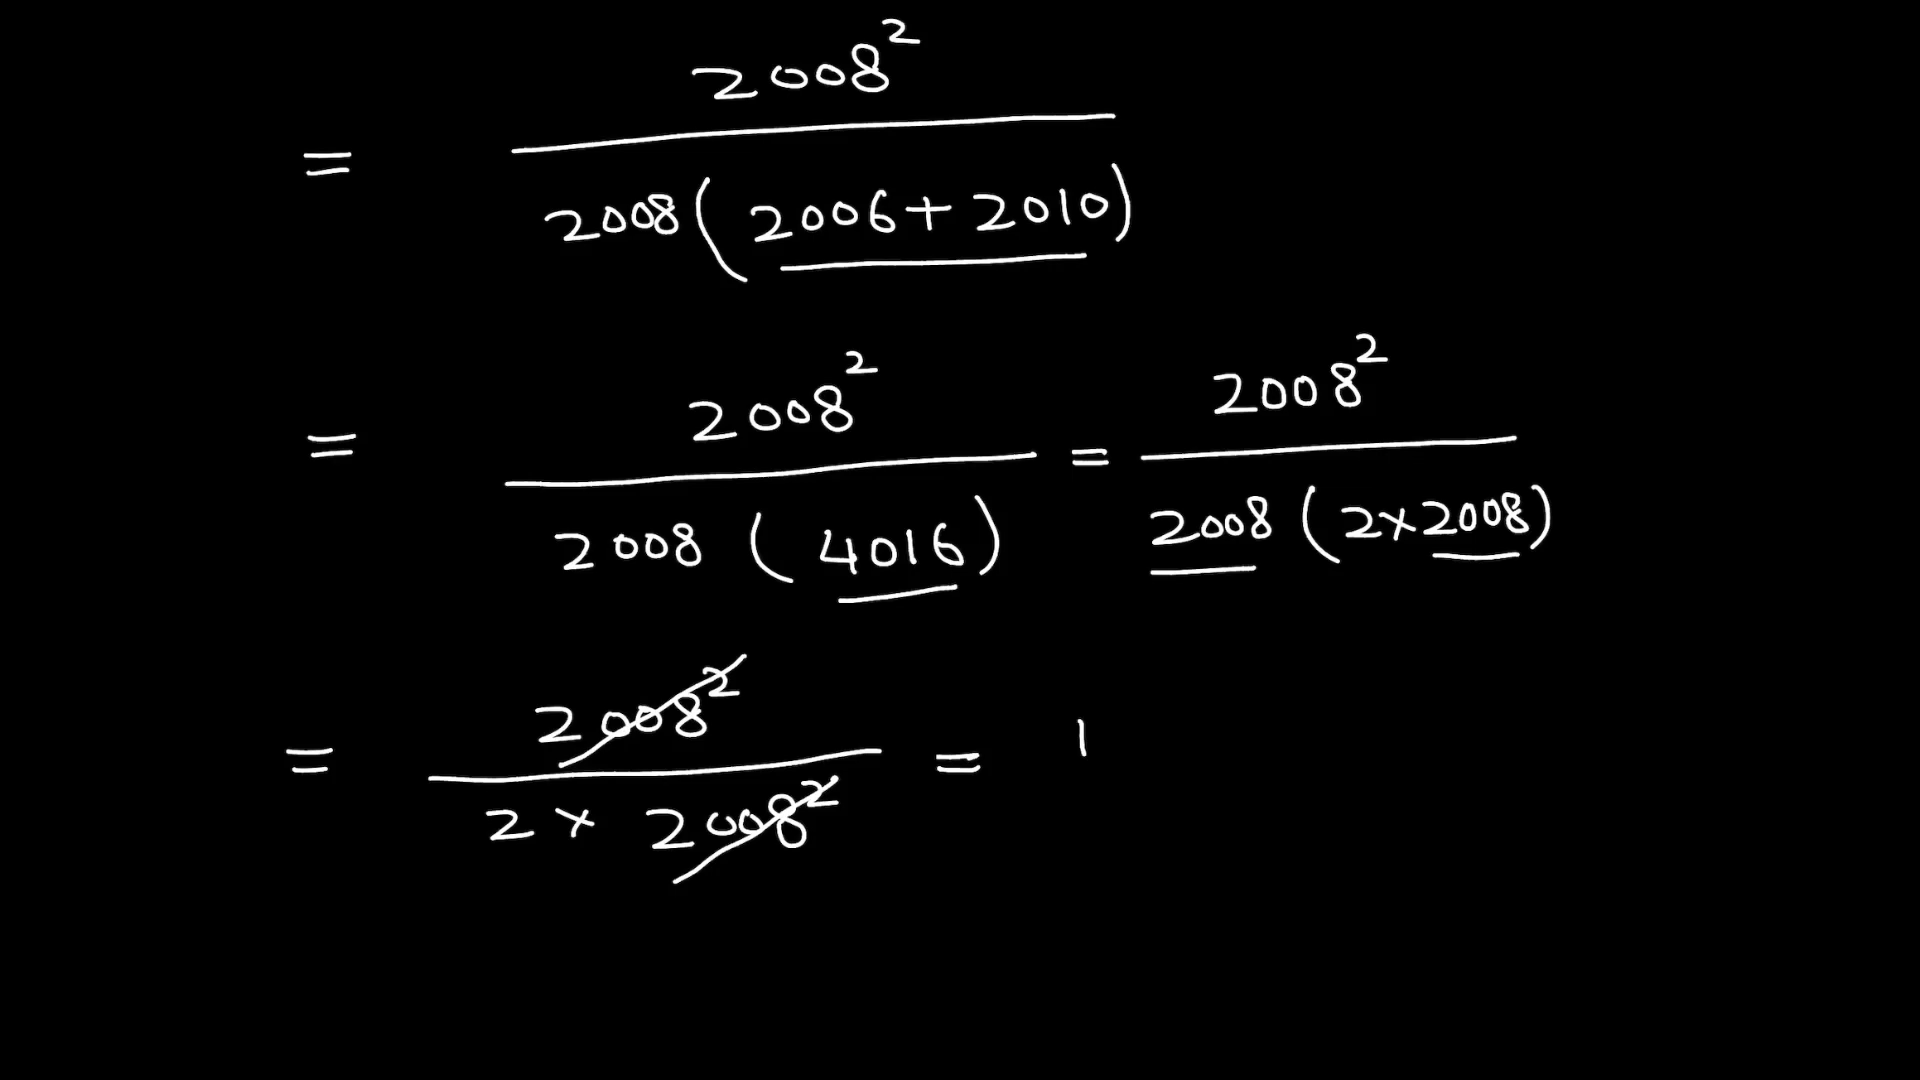 = 2008² / 2008(2006+2010)
= 2008² / 2008(4016) = 2008² / 2008(2×2008)
= 2008² / 2×2008² = 1